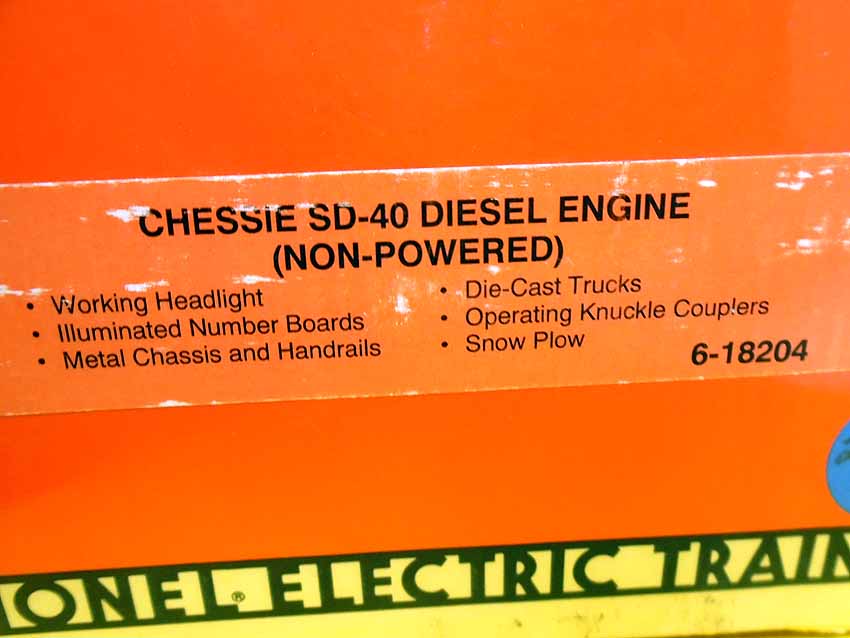 CHESSIE SD-40 DIESEL ENGINE
(NON-POWERED)
• Working Headlight
• Illuminated Number Boards
• Metal Chassis and Handrails
• Die-Cast Trucks
• Operating Knuckle Couplers
• Snow Plow
6-18204
ONEL® ELECTRIC TRAIN